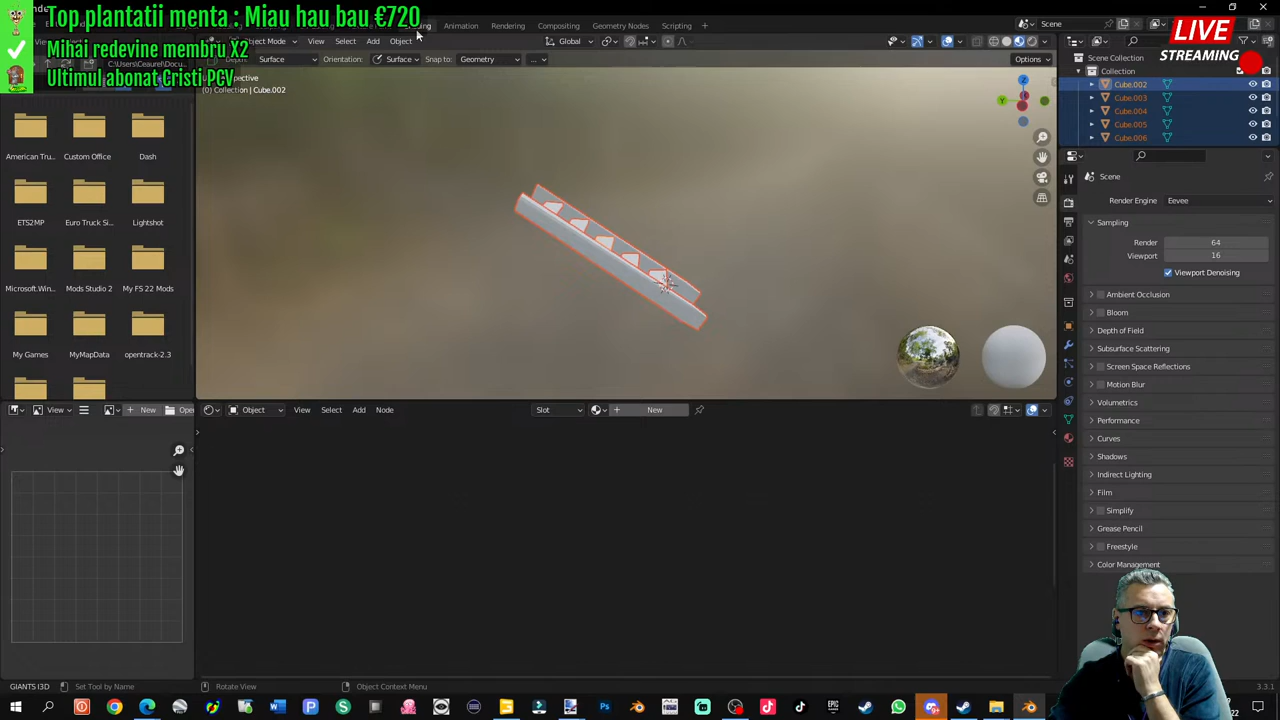 Top plantatii menta : Miau hau bau €720
Mihai redevine membru X2
Ultimul abonat Cristi PCV
LIVE
STREAMING
Animation
Rendering
Compositing
Geometry Nodes
Scripting
Scene
Object Mode
View
Select
Add
Object
Global
Surface
Orientation:
Surface
Snap to:
Geometry
...
Options
(0) Collection | Cube.002
Scene Collection
Collection
Cube.002
Cube.003
Cube.004
Cube.005
Cube.006
American Tru...
Custom Office
Dash
ETS2MP
Euro Truck Si...
Lightshot
Microsoft.Win...
Mods Studio 2
My FS 22 Mods
My Games
MyMapData
opentrack-2.3
Y
Scene
Render Engine
Eevee
Sampling
Render
64
Viewport
16
Viewport Denoising
Ambient Occlusion
Bloom
Depth of Field
Subsurface Scattering
Screen Space Reflections
Motion Blur
Volumetrics
Performance
Curves
Shadows
Indirect Lighting
Film
Simplify
Grease Pencil
Freestyle
Color Management
View
New
Open
Object
View
Select
Add
Node
Slot
New
GIANTS I3D
Set Tool by Name
Rotate View
Object Context Menu
3.3.1